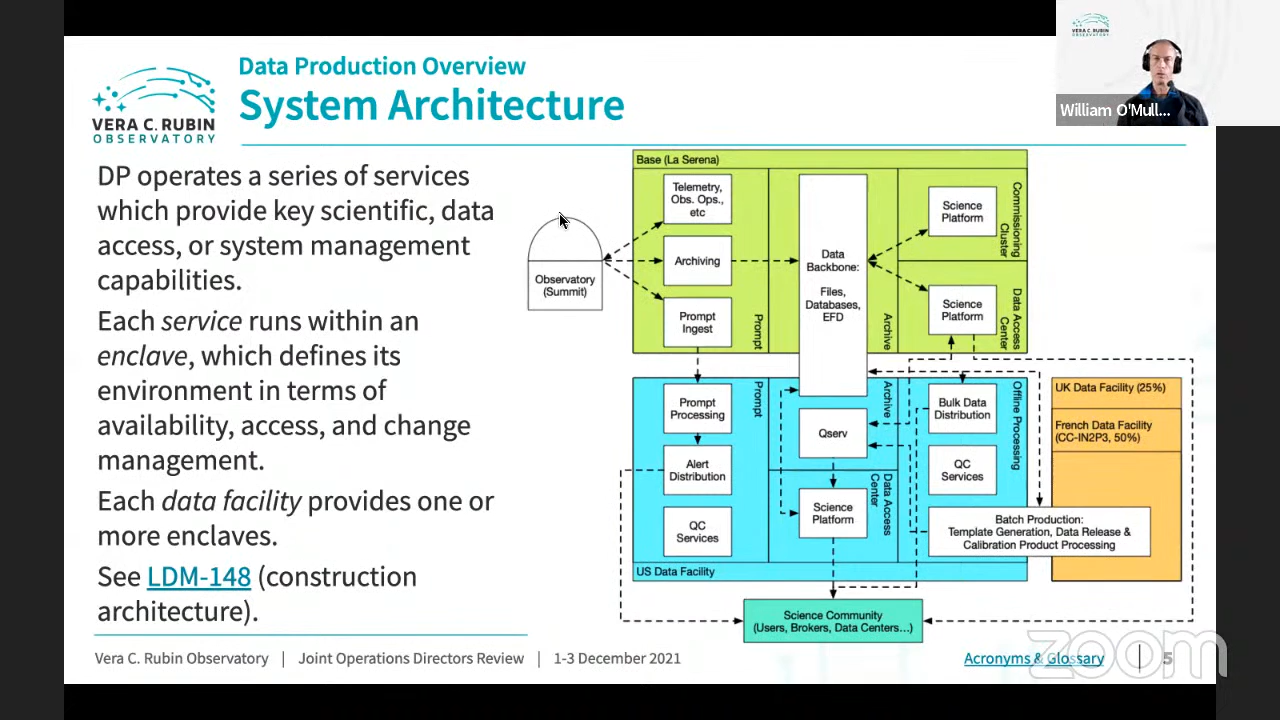 Data Production Overview
System Architecture
VERA C. RUBIN
OBSERVATORY
VERA C. RUBIN
OBSERVATORY
William O'Mull...
DP operates a series of services
which provide key scientific, data
access, or system management
capabilities.
Each service runs within an
enclave, which defines its
environment in terms of
availability, access, and change
management.
Each data facility provides one or
more enclaves.
See LDM-148 (construction
architecture).
Base (La Serena)
Telemetry,
Obs. Ops.,
etc
Archiving
Prompt
Ingest
Prompt
Observatory
(Summit)
Data
Backbone:
Files,
Databases,
EFD
Archive
Science
Platform
Commissioning
Cluster
Science
Platform
Data Access
Center
Prompt
Processing
Alert
Distribution
QC
Services
Prompt
Archive
Qserv
Science
Platform
Data Access
Center
Bulk Data
Distribution
QC
Services
Offline Processing
Batch Production:
Template Generation, Data Release &
Calibration Product Processing
US Data Facility
UK Data Facility (25%)
French Data Facility
(CC-IN2P3, 50%)
Science Community
(Users, Brokers, Data Centers...)
Vera C. Rubin Observatory | Joint Operations Directors Review | 1-3 December 2021
Acronyms & Glossary | 5
zoom